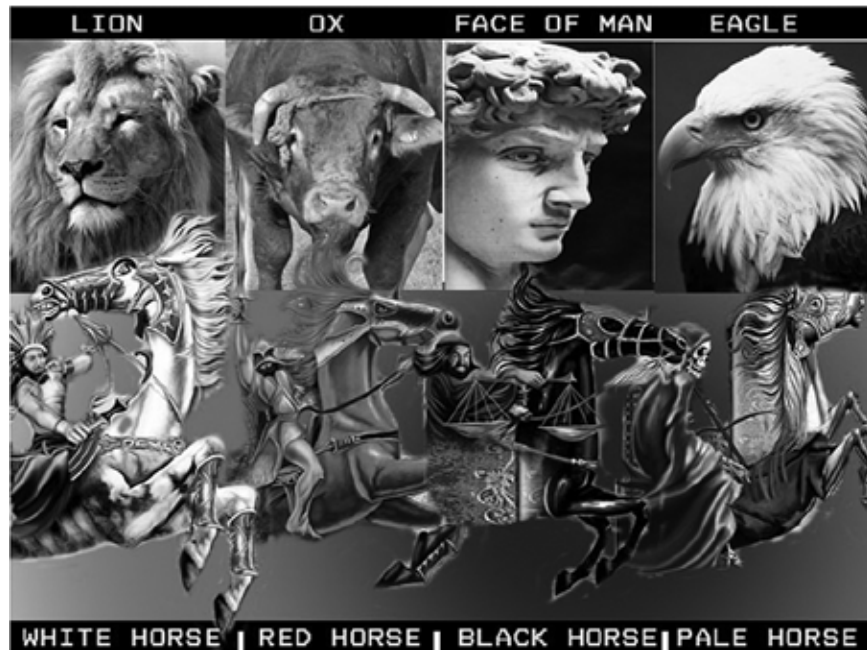 LION OX FACE OF MAN EAGLE
WHITE HORSE RED HORSE BLACK HORSE PALE HORSE